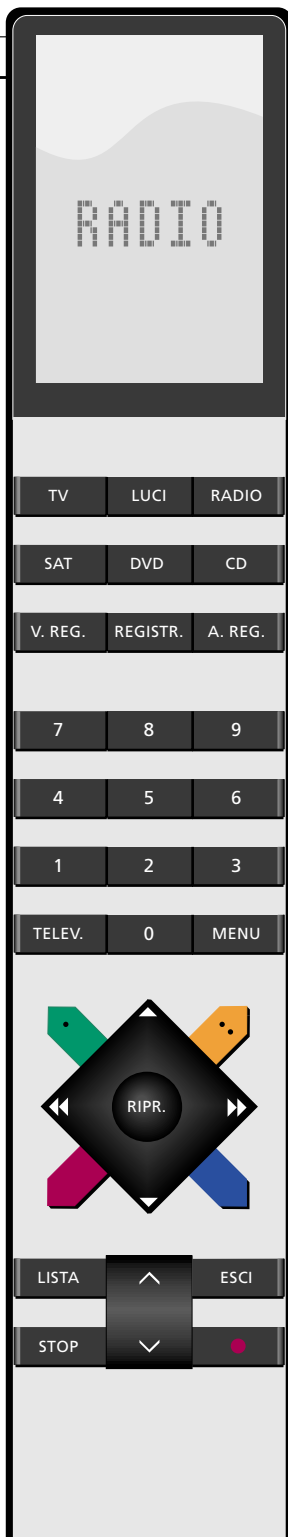 RADIO
TV LUCI RADIO
SAT DVD CD
V. REG. REGISTR. A. REG.
7 8 9
4 5 6
1 2 3
TELEV. 0 MENU
RIPR.
LISTA ESCI
STOP